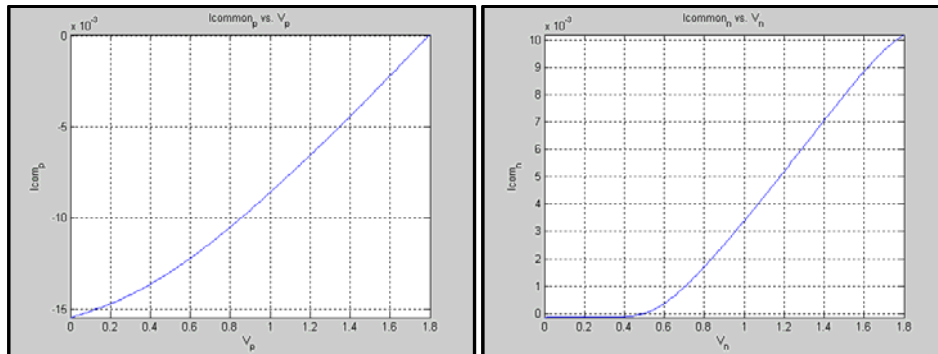 Icommon_p vs. V_p
x 10^-3
0
-5
-10
-15
Icom_p
0 0.2 0.4 0.6 0.8 1 1.2 1.4 1.6 1.8
V_p
Icommon_n vs. V_n
x 10^-3
10
9
8
7
6
5
4
3
2
1
0
Icom_n
0 0.2 0.4 0.6 0.8 1 1.2 1.4 1.6 1.8
V_n